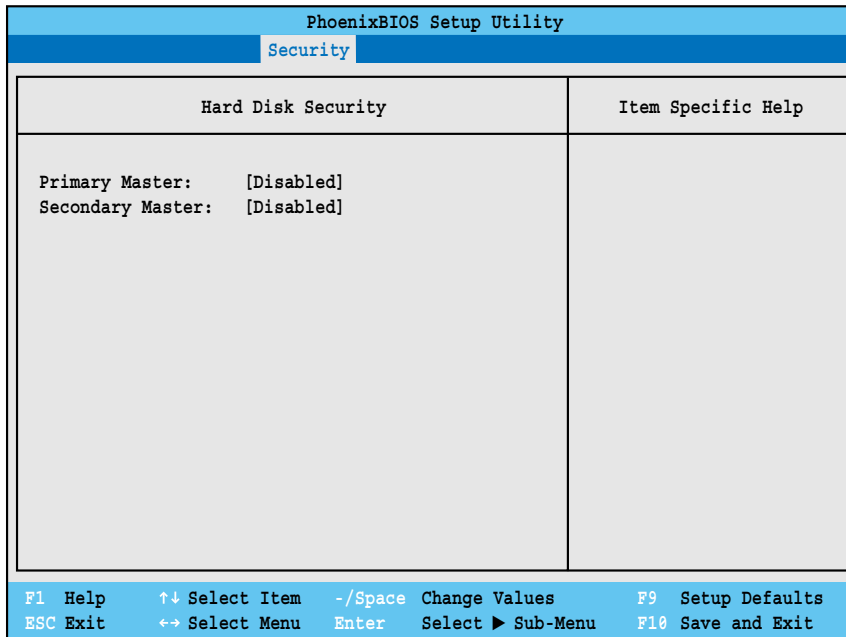 PhoenixBIOS Setup Utility
Security
Hard Disk Security
Item Specific Help
Primary Master: [Disabled]
Secondary Master: [Disabled]
F1 Help ↑↓ Select Item -/Space Change Values F9 Setup Defaults
ESC Exit ←→ Select Menu Enter Select ▶ Sub-Menu F10 Save and Exit